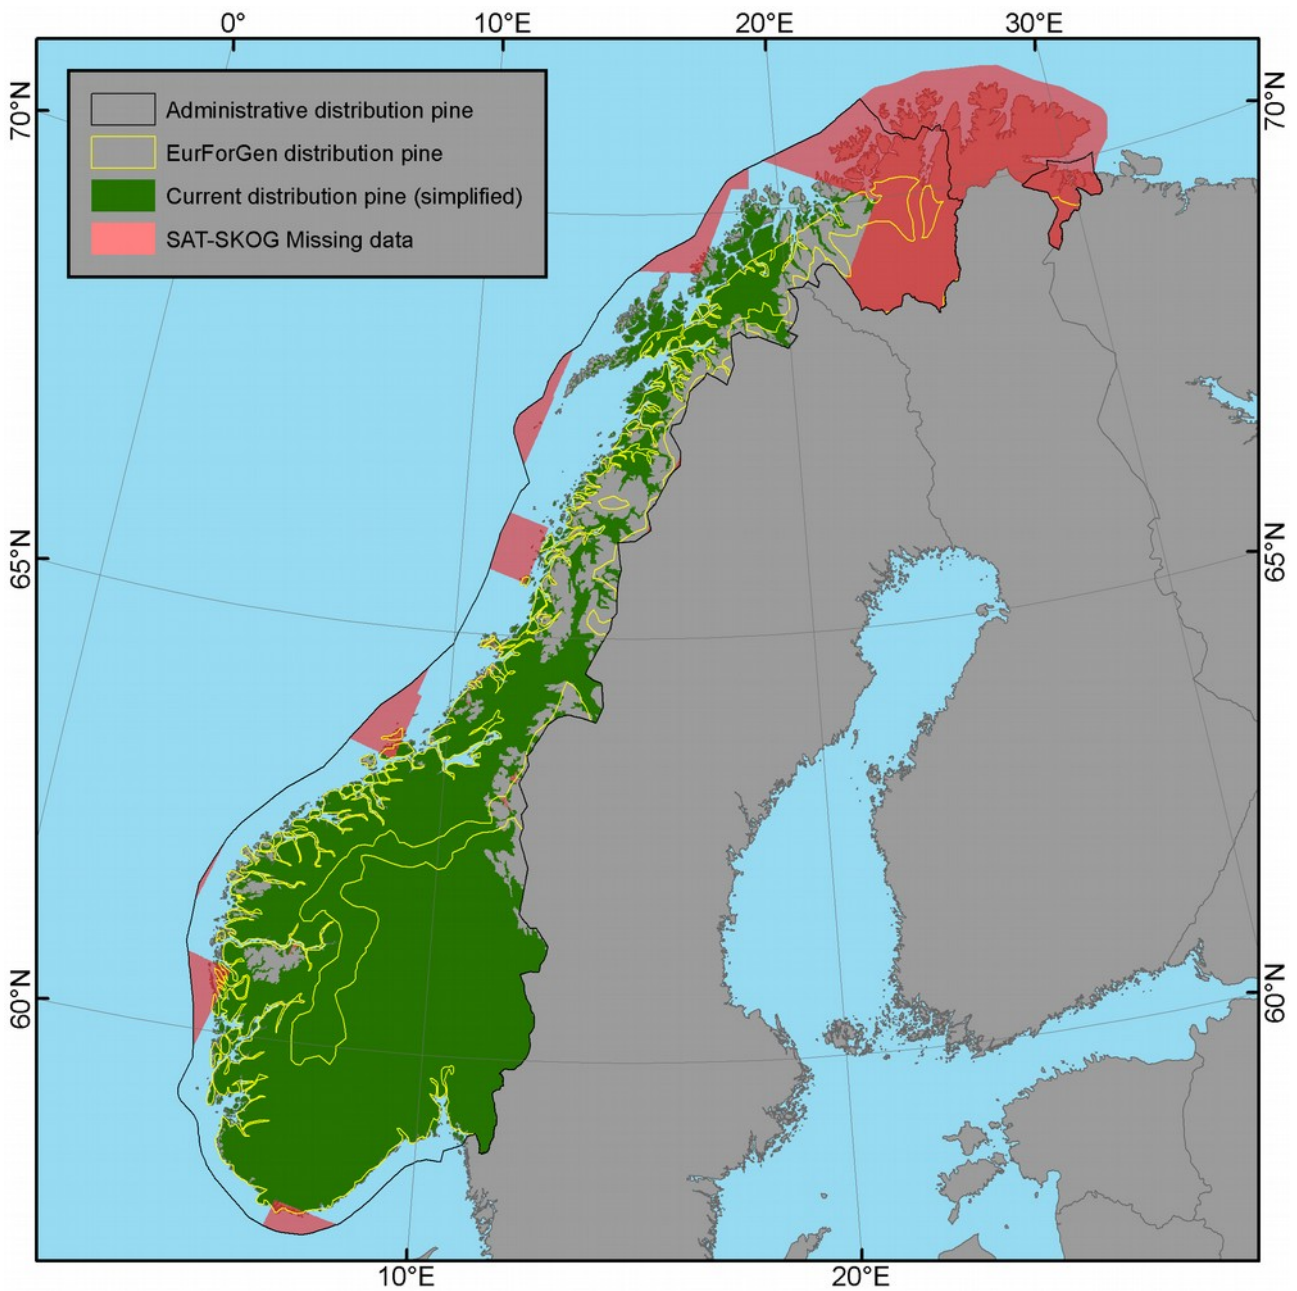 0° 10°E 20°E 30°E
Administrative distribution pine
EurForGen distribution pine
Current distribution pine (simplified)
SAT-SKOG Missing data
70°N 70°N
65°N 65°N
60°N 60°N
10°E 20°E